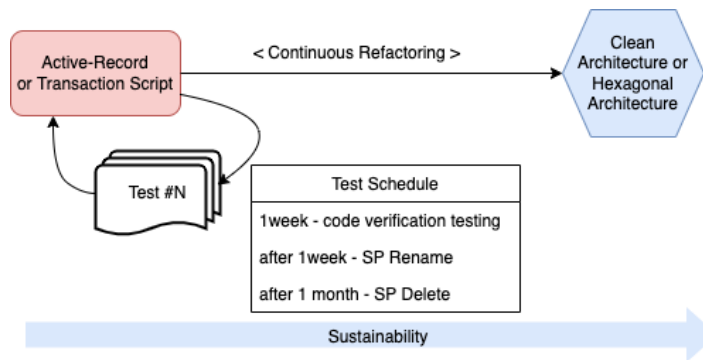 Active-Record
or Transaction Script
< Continuous Refactoring >
Clean
Architecture or
Hexagonal
Architecture
Test #N
Test Schedule
1week - code verification testing
after 1week - SP Rename
after 1 month - SP Delete
Sustainability